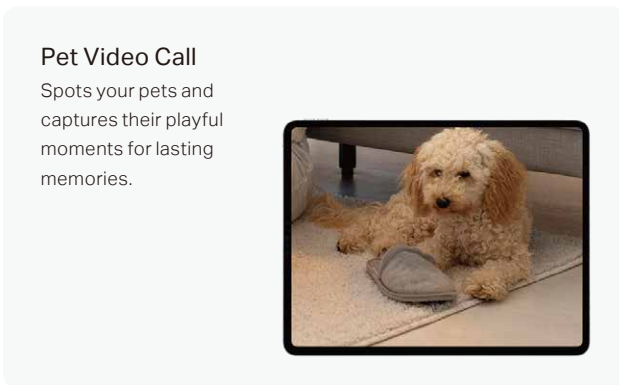 Pet Video Call
Spots your pets and
captures their playful
moments for lasting
memories.